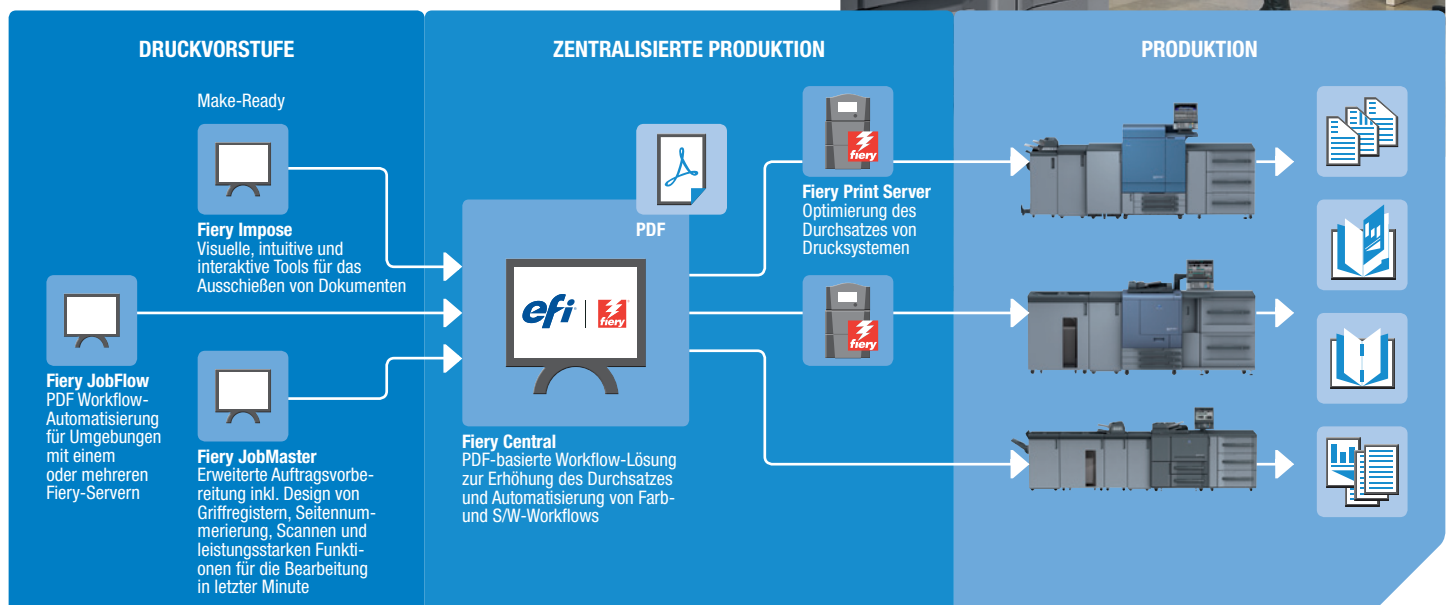 DRUCKVORSTUFE
Make-Ready
Fiery Impose
Visuelle, intuitive und
interaktive Tools für das
Ausschießen von Dokumenten
Fiery JobFlow
PDF Workflow-
Automatisierung
für Umgebungen
mit einem
oder mehreren
Fiery-Servern
Fiery JobMaster
Erweiterte Auftragsvorbe-
reitung inkl. Design von
Griffregistern, Seitennum-
merierung, Scannen und
leistungsstarken Funkti-
onen für die Bearbeitung
in letzter Minute
ZENTRALISIERTE PRODUKTION
PDF
efi fiery
Fiery Central
PDF-basierte Workflow-Lösung
zur Erhöhung des Durchsatzes
und Automatisierung von Farb-
und S/W-Workflows
fiery
Fiery Print Server
Optimierung des
Durchsatzes von
Drucksystemen
fiery
PRODUKTION